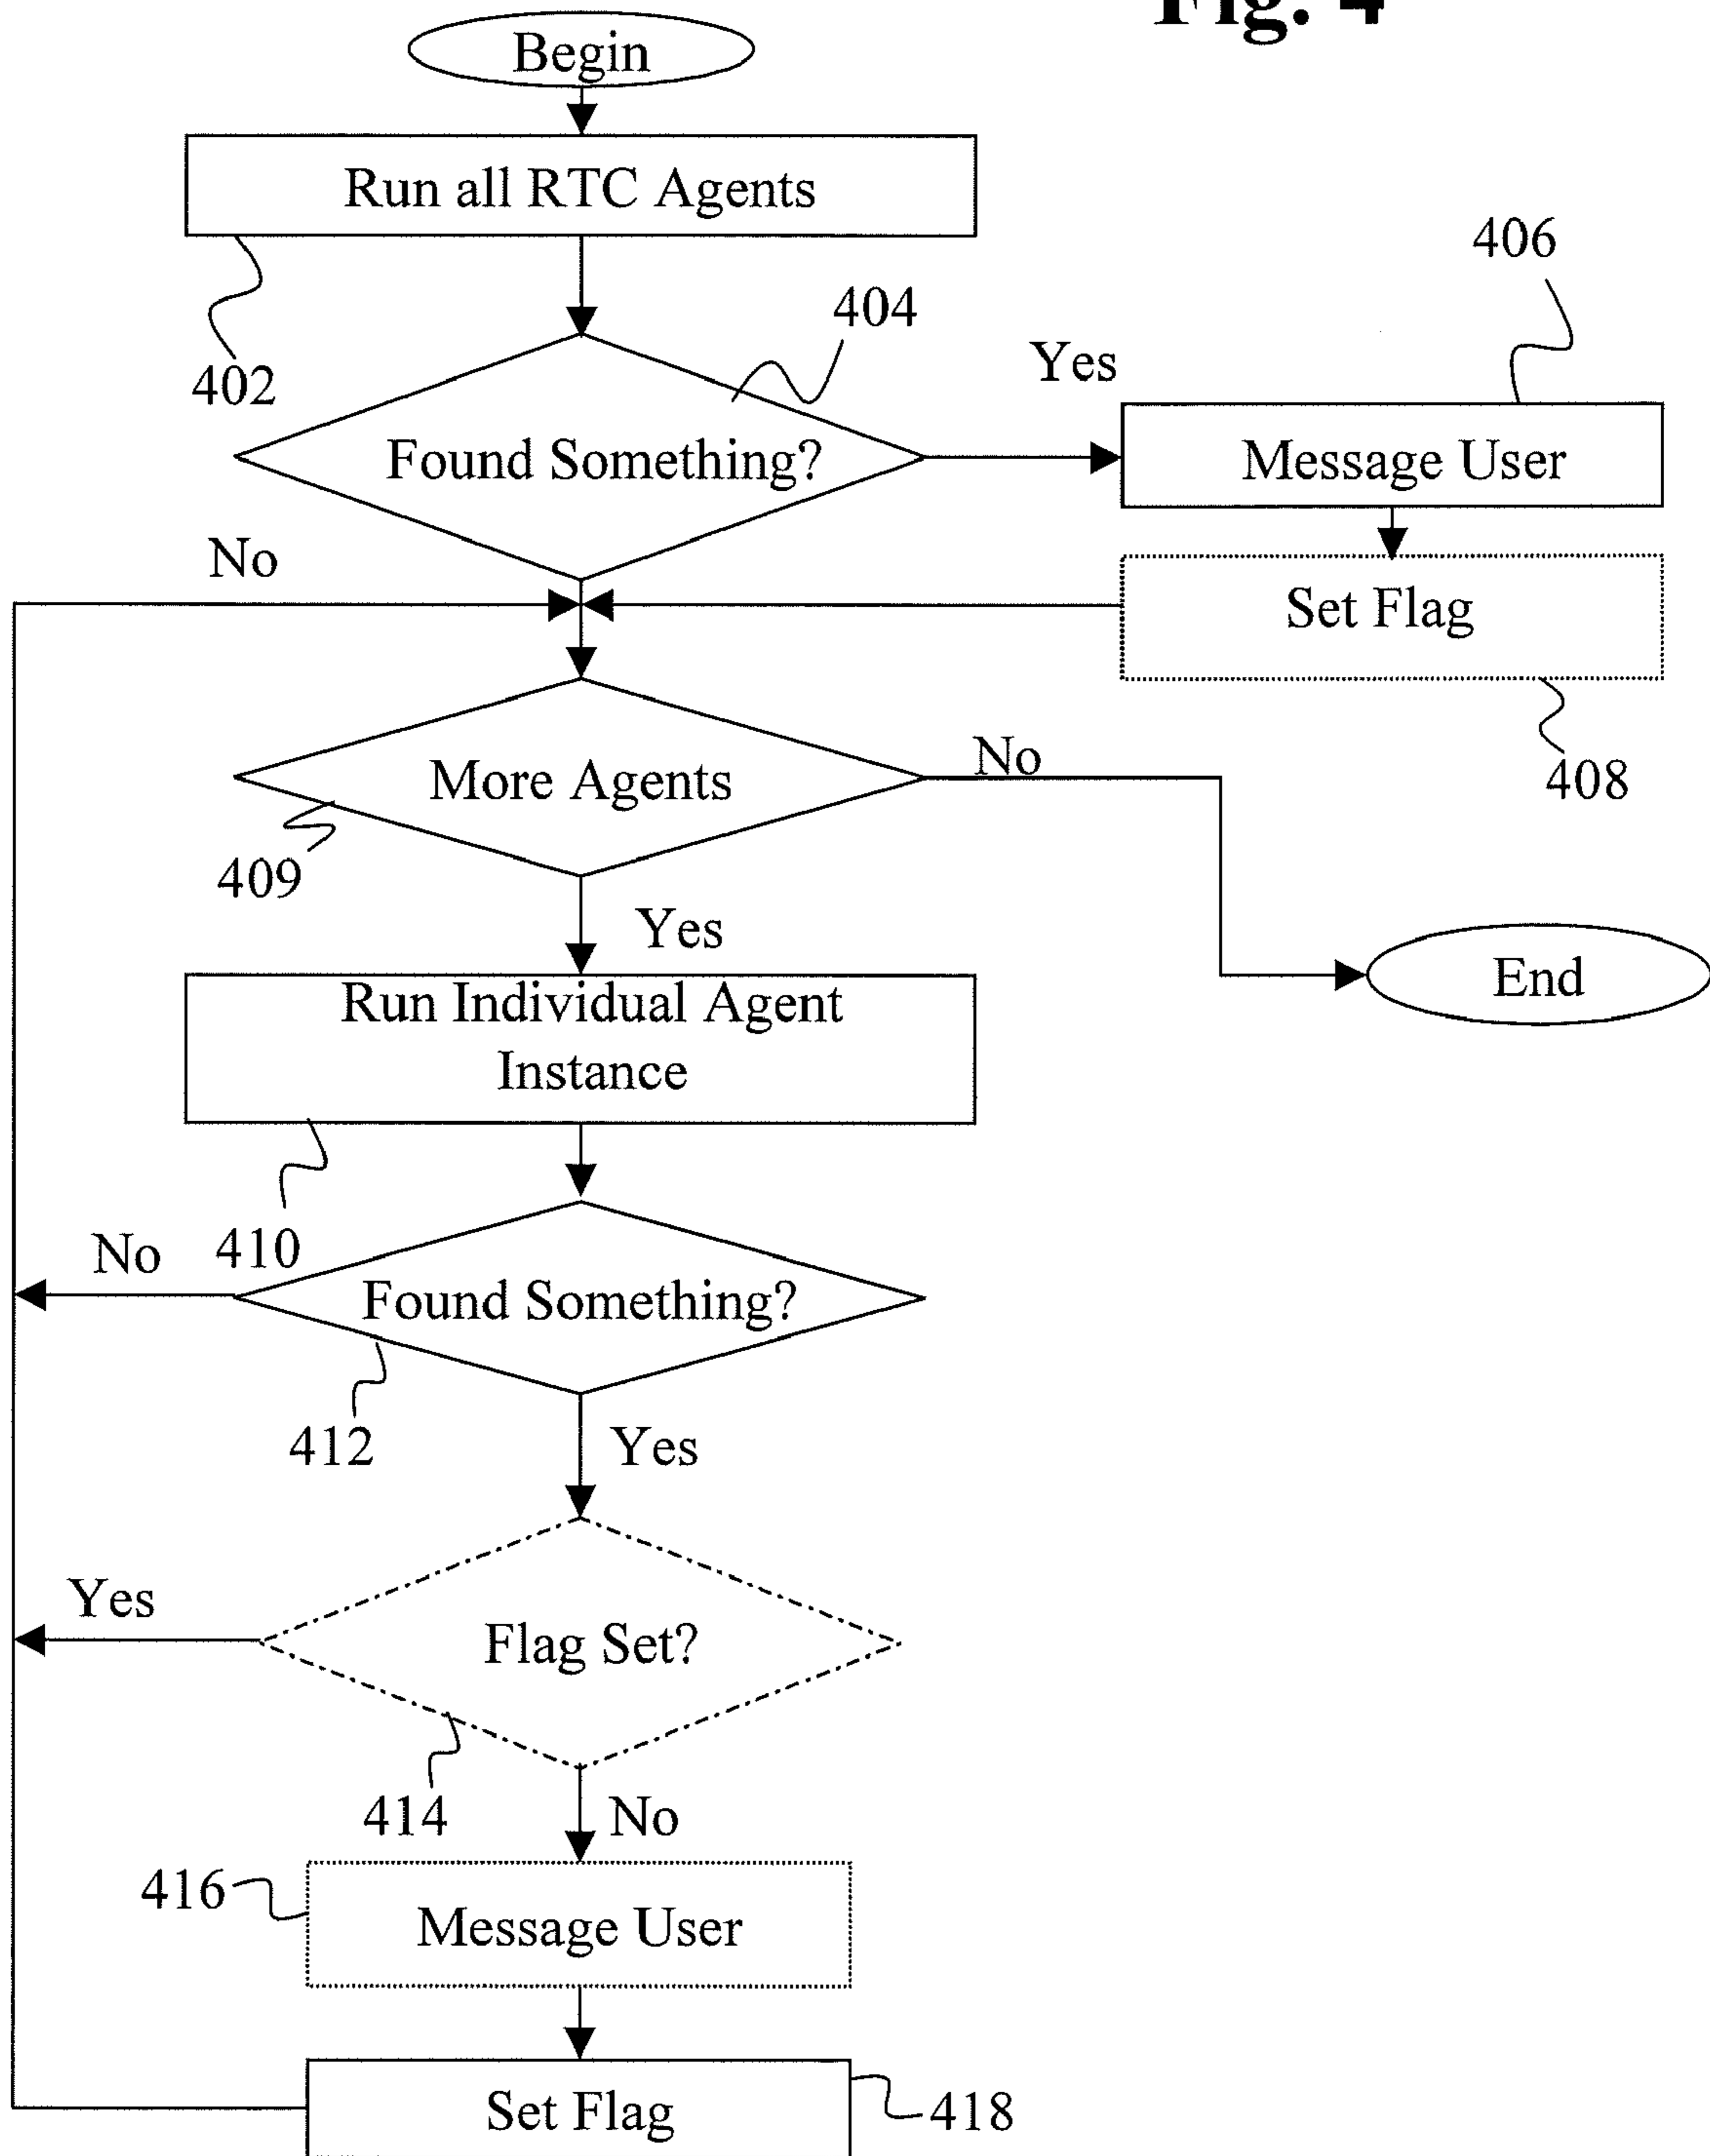 Fig. 4
Begin
Run all RTC Agents
406
404
Yes
402
Found Something?
Message User
No
Set Flag
No
More Agents
408
409
Yes
Run Individual Agent
Instance
End
410
No
Found Something?
412
Yes
Yes
Flag Set?
414
No
416
Message User
Set Flag
418